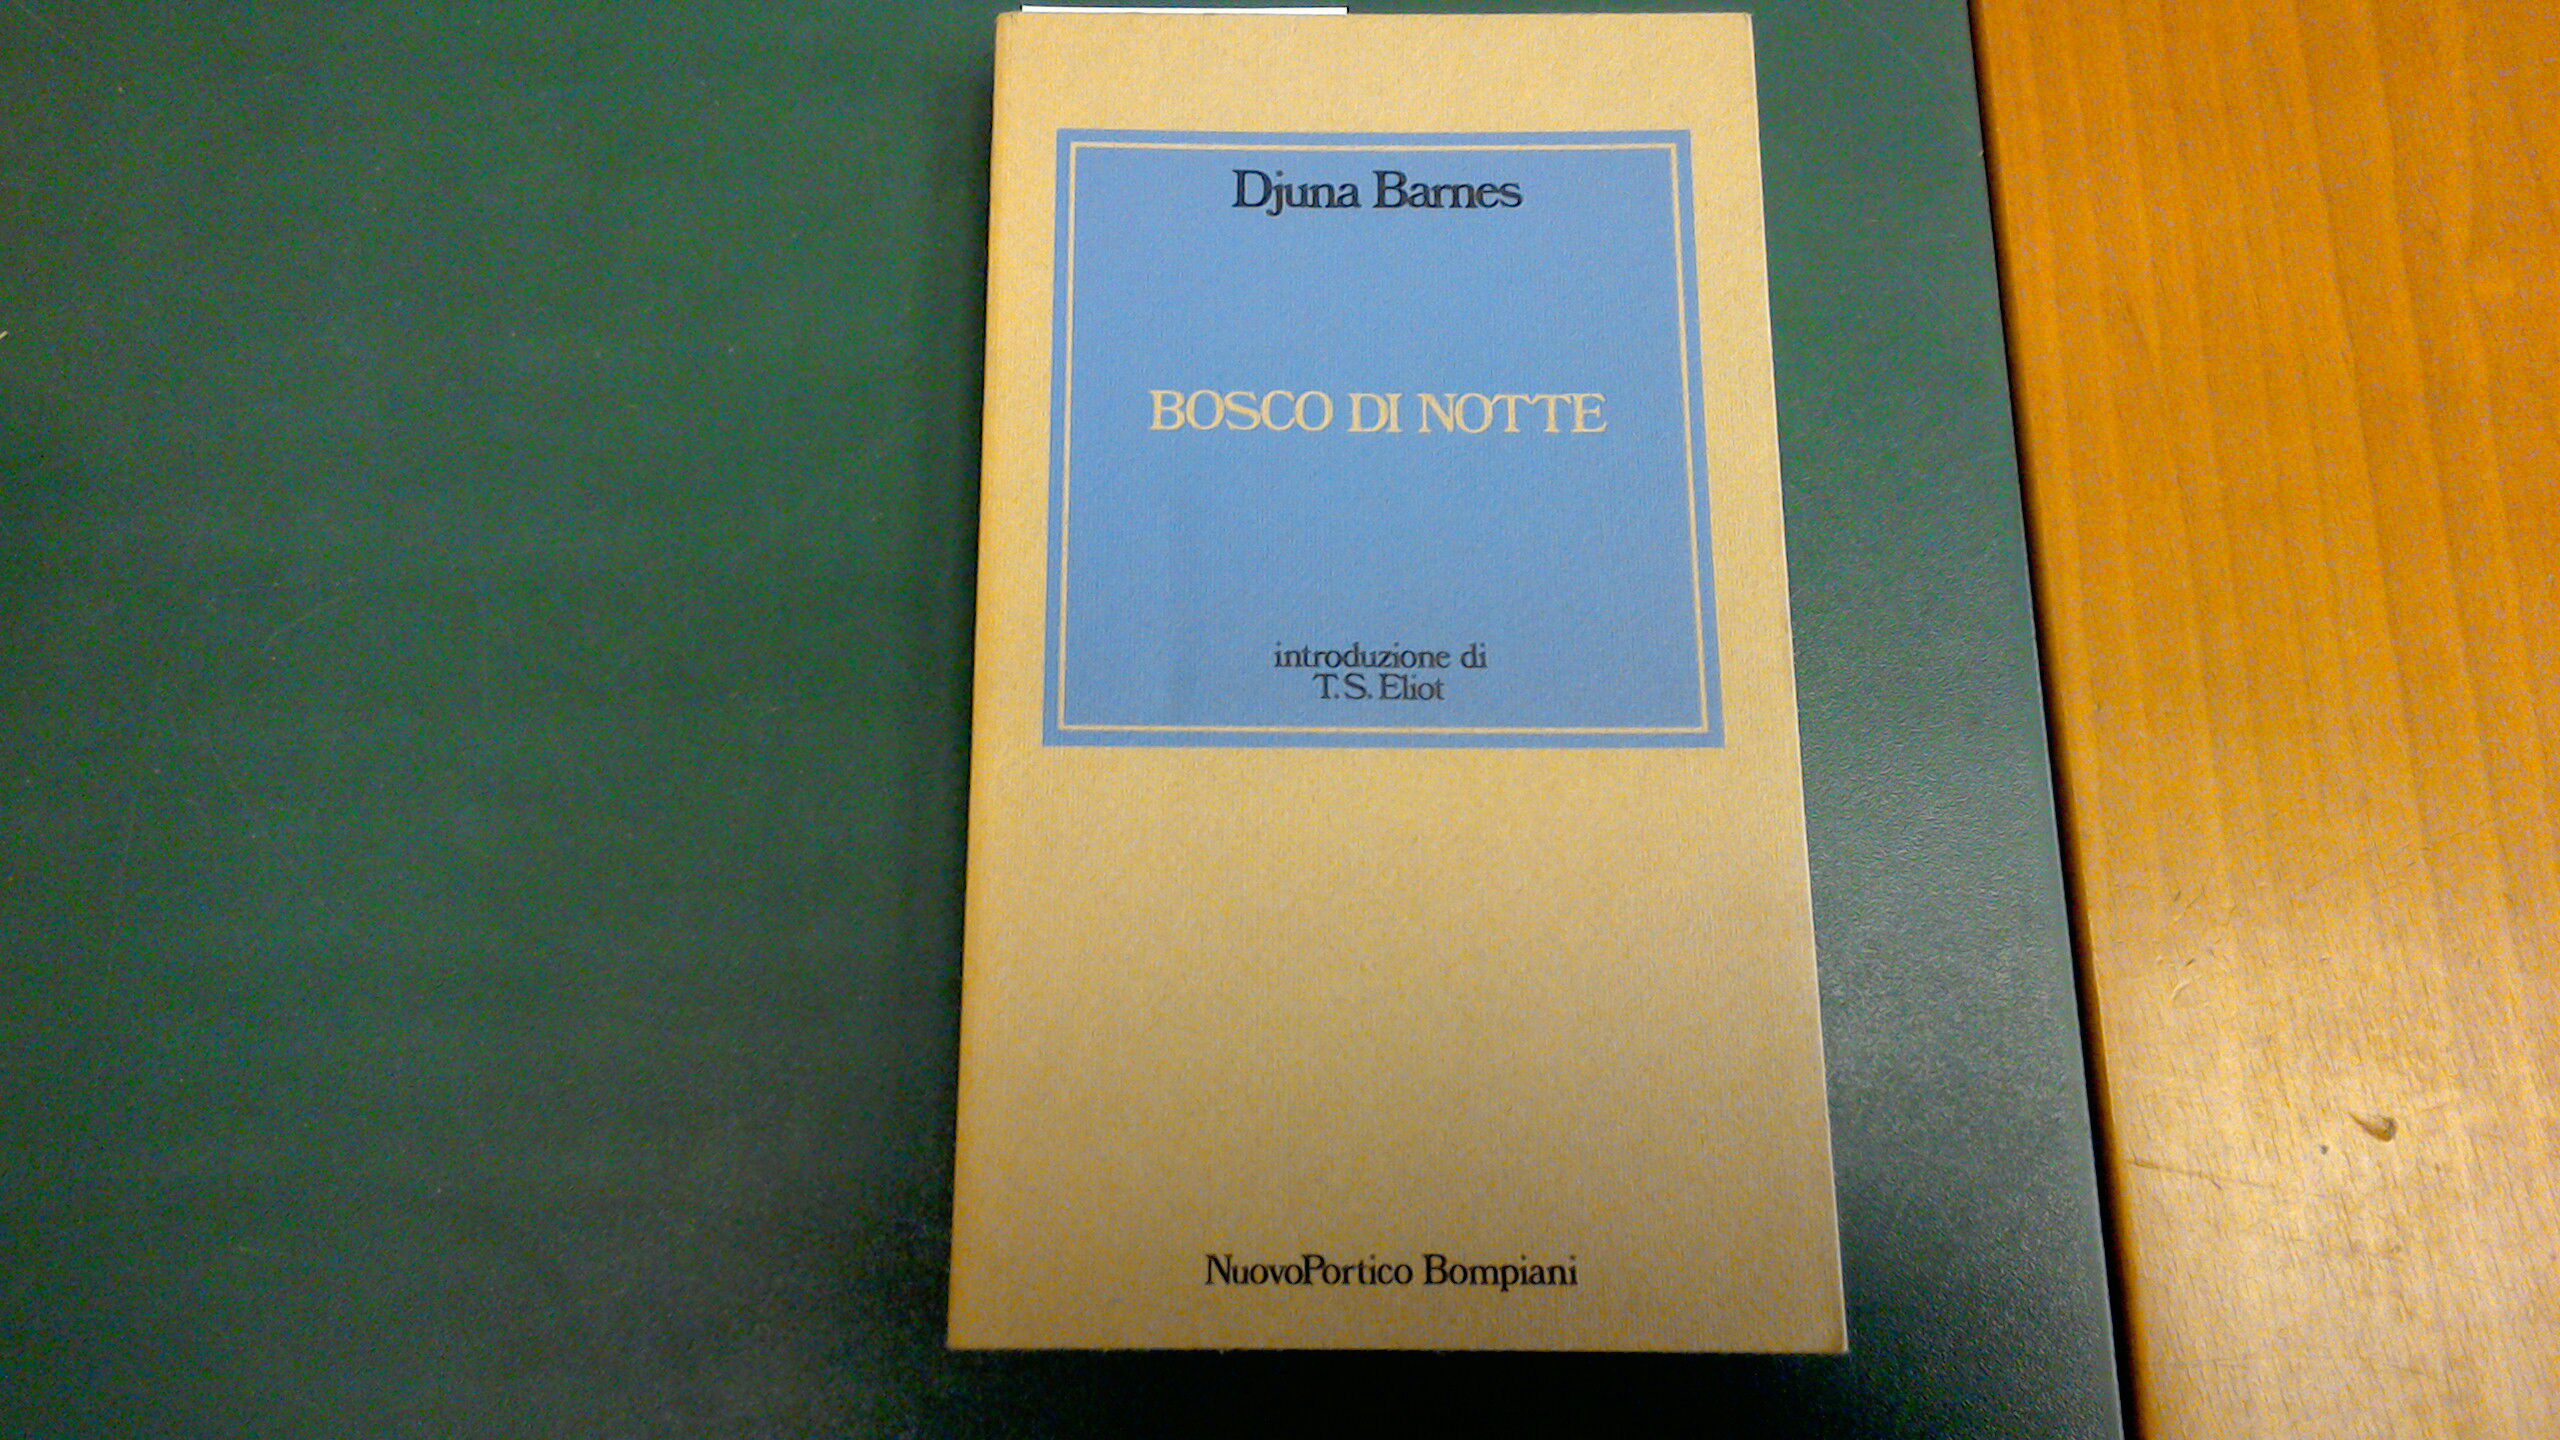 Djuna Barnes
BOSCO DI NOTTE
introduzione di
T.S. Eliot
NuovoPortico Bompiani